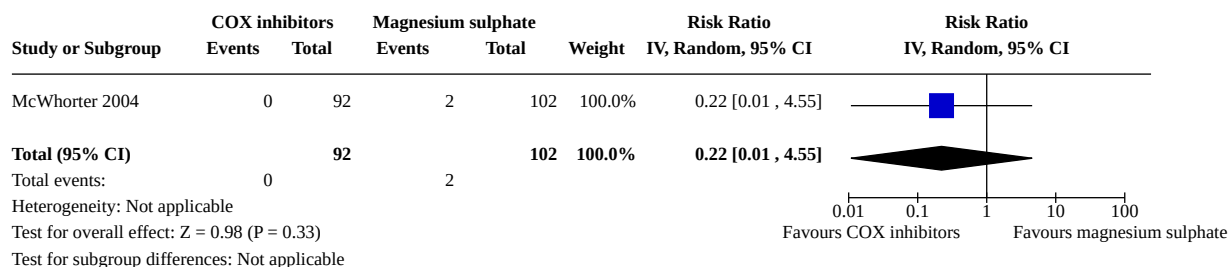 COX inhibitors Magnesium sulphate Risk Ratio Risk Ratio
Study or Subgroup Events Total Events Total Weight IV, Random, 95% CI IV, Random, 95% CI
McWhorter 2004 0 92 2 102 100.0% 0.22 [0.01 , 4.55]
Total (95% CI) 92 102 100.0% 0.22 [0.01 , 4.55]
Total events: 0 2
Heterogeneity: Not applicable
0.01 0.1 1 10 100
Test for overall effect: Z = 0.98 (P = 0.33) Favours COX inhibitors Favours magnesium sulphate
Test for subgroup differences: Not applicable